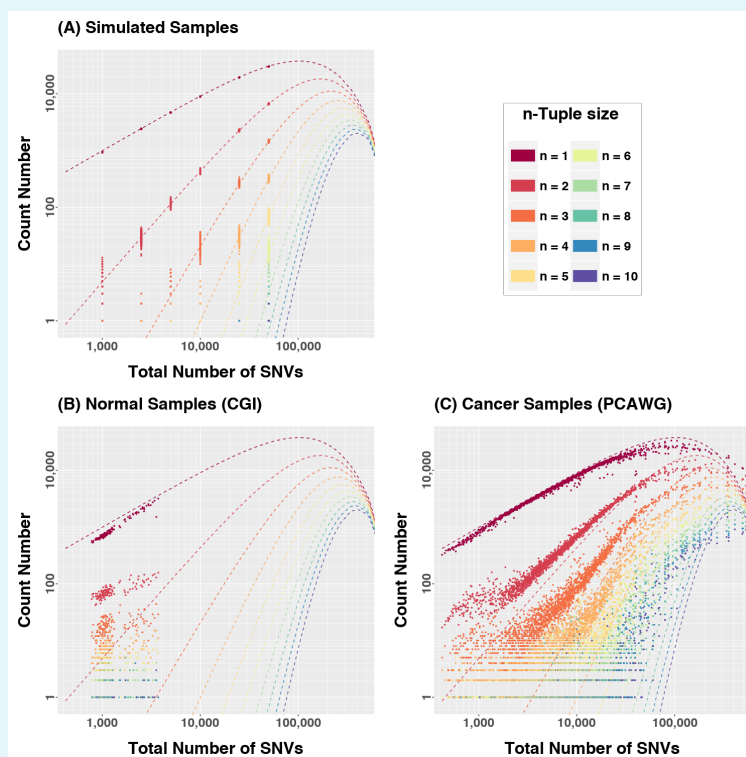 (A) Simulated Samples
10,000
100
1
Count Number
1,000 10,000 100,000
Total Number of SNVs
n-Tuple size
n = 1 n = 6
n = 2 n = 7
n = 3 n = 8
n = 4 n = 9
n = 5 n = 10
(B) Normal Samples (CGI)
10,000
100
1
Count Number
1,000 10,000 100,000
Total Number of SNVs
(C) Cancer Samples (PCAWG)
10,000
100
1
Count Number
1,000 10,000 100,000
Total Number of SNVs